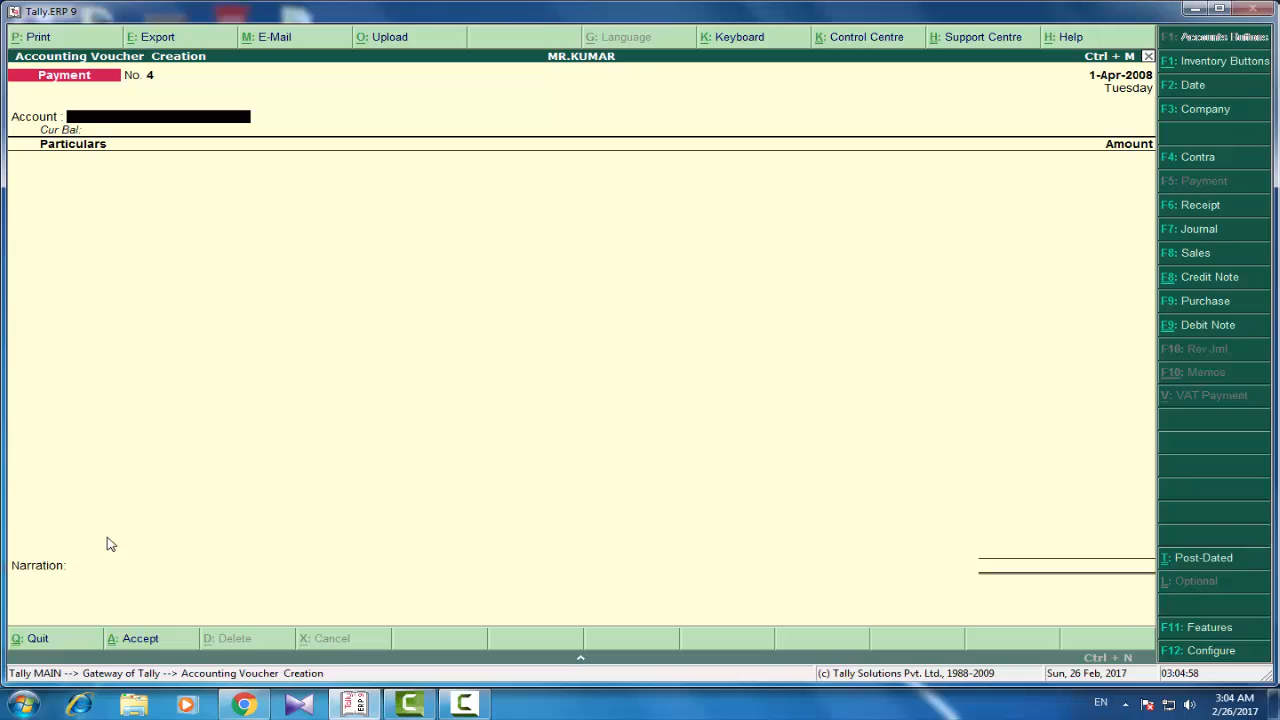 Tally.ERP 9
P: Print
E: Export
M: E-Mail
O: Upload
G: Language
K: Keyboard
K: Control Centre
H: Support Centre
H: Help
Accounting Voucher Creation
MR.KUMAR
Ctrl + M
Payment
No. 4
1-Apr-2008
Tuesday
Account :
Cur Bal:
Particulars
Amount
F1: Inventory Buttons
F2: Date
F3: Company
F4: Contra
F5: Payment
F6: Receipt
F7: Journal
F8: Sales
F8: Credit Note
F9: Purchase
F9: Debit Note
F10: Rev Jrnl
F10: Memos
V: VAT Payment
T: Post-Dated
L: Optional
F11: Features
F12: Configure
Narration:
Q: Quit
A: Accept
D: Delete
X: Cancel
Ctrl + N
Tally MAIN --> Gateway of Tally --> Accounting Voucher Creation
(c) Tally Solutions Pvt. Ltd., 1988-2009
Sun, 26 Feb, 2017
03:04:58
Tally
ERP 9
EN
3:04 AM
2/26/2017